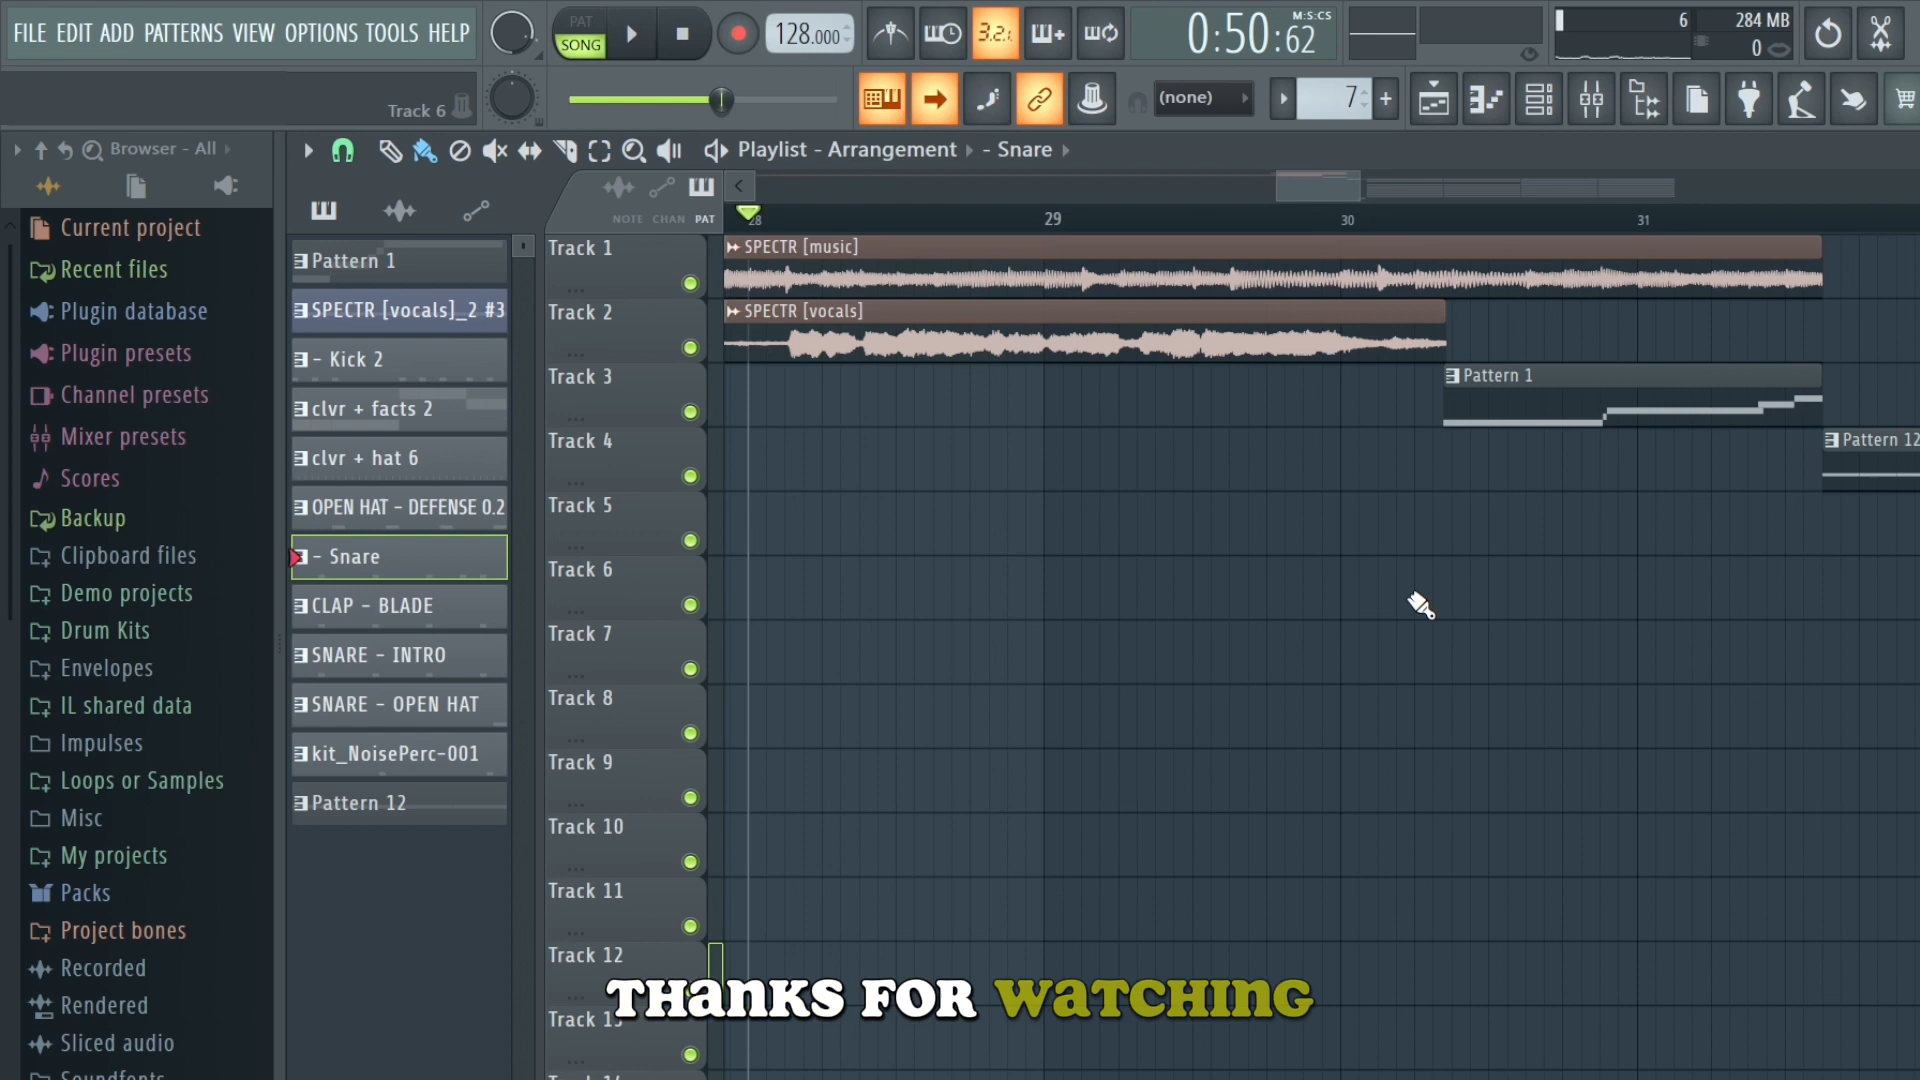 FILE EDIT ADD PATTERNS VIEW OPTIONS TOOLS HELP
PAT
SONG
128.000
3.2.
0:50:62
M:S:CS
6
284 MB
0
Track 6
(none)
7
Browser - All
Playlist - Arrangement
- Snare
NOTE CHAN PAT
28
29
30
31
Current project
Recent files
Plugin database
Plugin presets
Channel presets
Mixer presets
Scores
Backup
Clipboard files
Demo projects
Drum Kits
Envelopes
IL shared data
Impulses
Loops or Samples
Misc
My projects
Packs
Project bones
Recorded
Rendered
Sliced audio
Soundfonts
Pattern 1
SPECTR [vocals]_2 #3
- Kick 2
clvr + facts 2
clvr + hat 6
OPEN HAT - DEFENSE 0.2
- Snare
CLAP - BLADE
SNARE - INTRO
SNARE - OPEN HAT
kit_NoisePerc-001
Pattern 12
Track 1
Track 2
Track 3
Track 4
Track 5
Track 6
Track 7
Track 8
Track 9
Track 10
Track 11
Track 12
SPECTR [music]
SPECTR [vocals]
Pattern 1
Pattern 12
THANKS FOR WATCHING